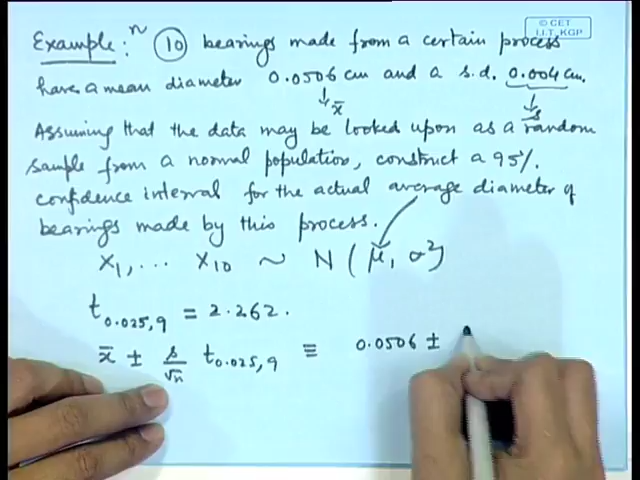 © CET
I.I.T. KGP
Example: n 10 bearings made from a certain process
have a mean diameter 0.0506 cm and a s.d. 0.004 cm.
↓ x̄ ↓ s
Assuming that the data may be looked upon as a random
sample from a normal population, construct a 95%
confidence interval for the actual average diameter of
bearings made by this process.
X₁, ... X₁₀ ~ N (μ, σ²)
t₀.₀₂₅,₉ = 2.262.
x̄ ± s/√n t₀.₀₂₅,₉ ≡ 0.0506 ±